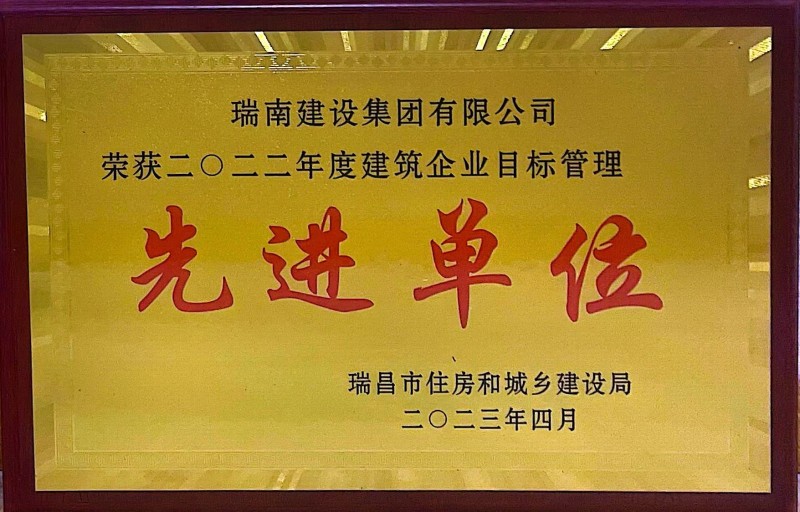 瑞南建设集团有限公司
荣获二〇二二年度建筑企业目标管理
先进单位
瑞昌市住房和城乡建设局
二〇二三年四月